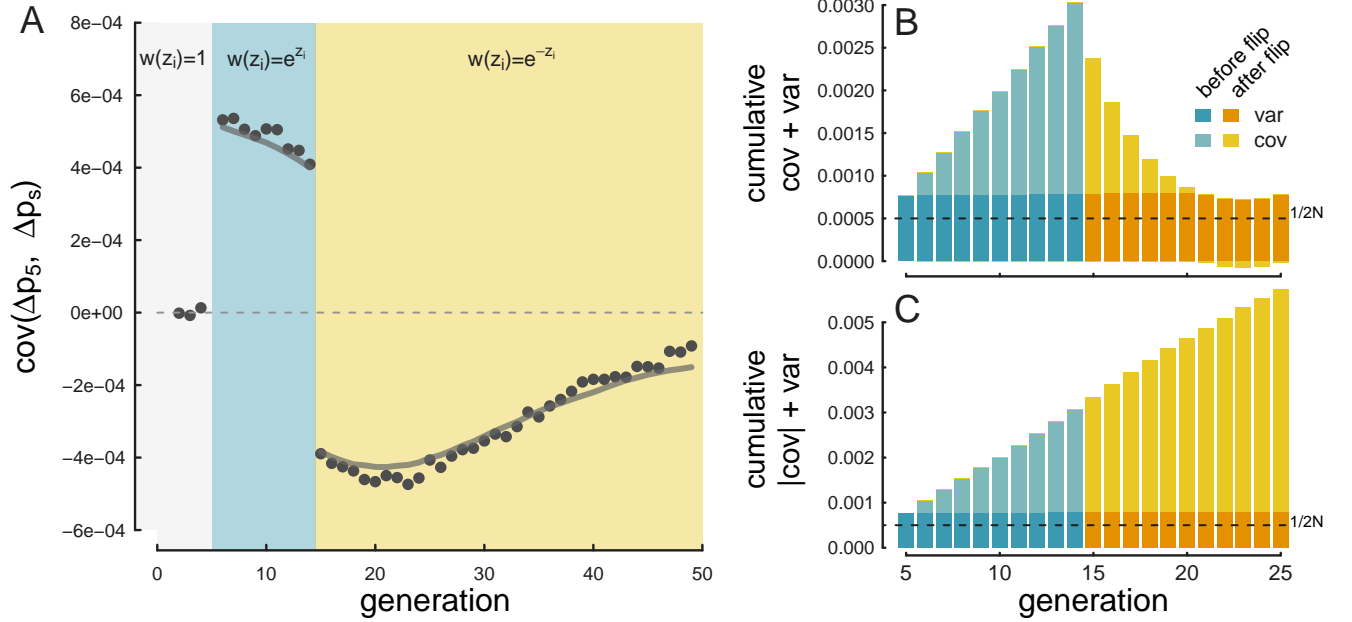 A
8e−04
6e−04
4e−04
2e−04
0e+00
−2e−04
−4e−04
−6e−04
cov(Δp₅, Δpₛ)
w(zᵢ)=1
w(zᵢ)=e^{zᵢ}
w(zᵢ)=e^{−zᵢ}
0 10 20 30 40 50
generation
B
cumulative
cov + var
0.0030
0.0025
0.0020
0.0015
0.0010
0.0005
0.0000
before flip
after flip
var
cov
1/2N
C
cumulative
|cov| + var
0.005
0.004
0.003
0.002
0.001
0.000
1/2N
5 10 15 20 25
generation